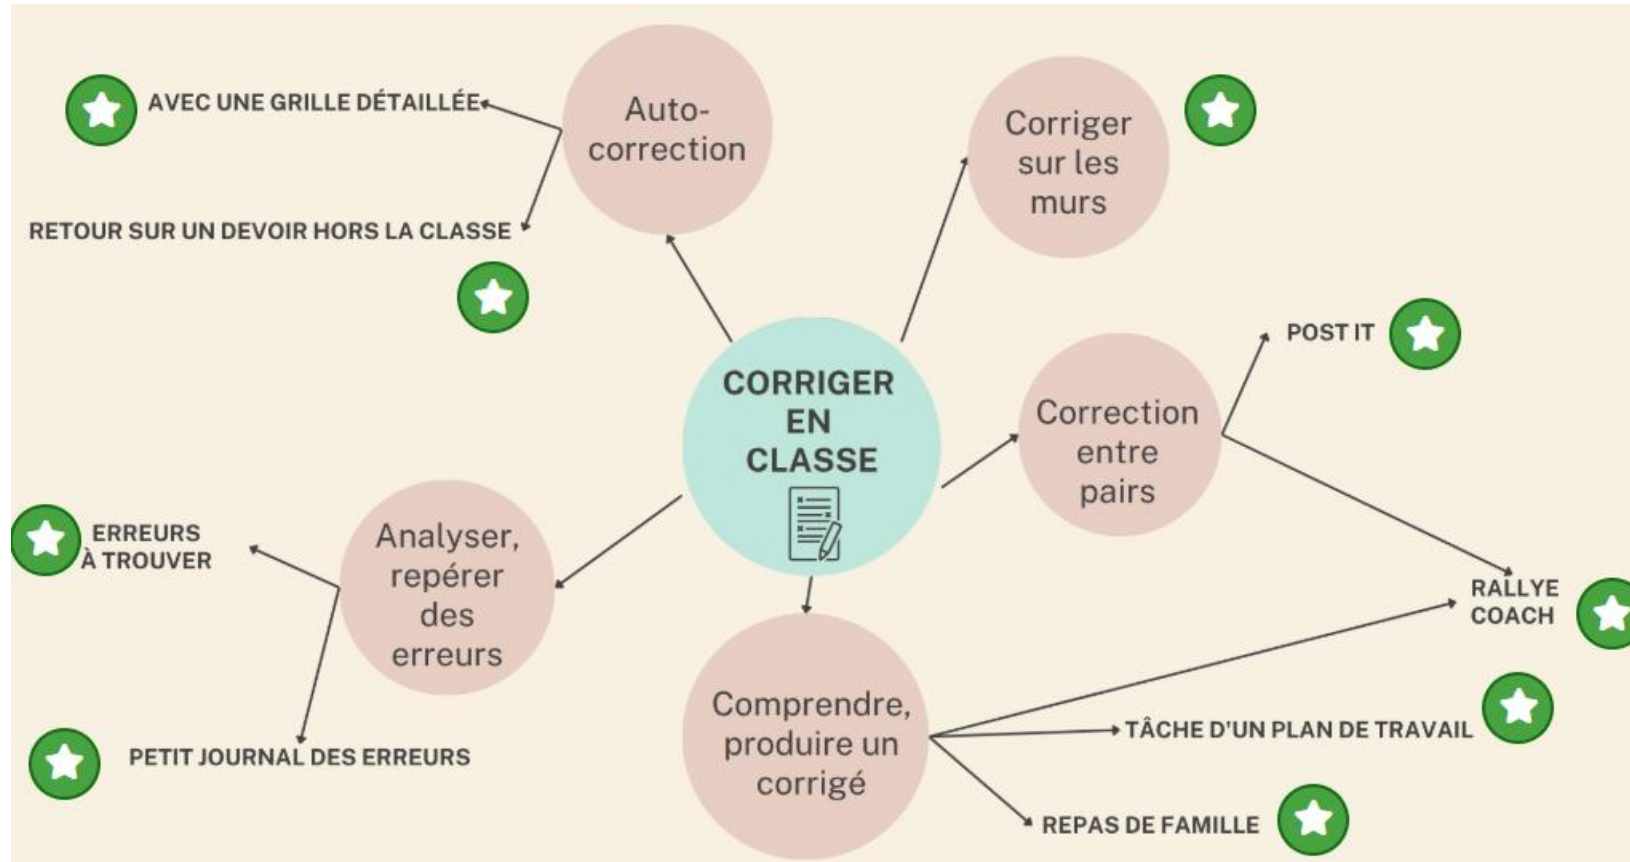 AVEC UNE GRILLE DÉTAILLÉE
RETOUR SUR UN DEVOIR HORS LA CLASSE
Auto-
correction
Corriger
sur les
murs
CORRIGER
EN
CLASSE
POST IT
Correction
entre
pairs
RALLYE
COACH
ERREURS
À TROUVER
Analyser,
repérer
des
erreurs
PETIT JOURNAL DES ERREURS
Comprendre,
produire un
corrigé
TÂCHE D'UN PLAN DE TRAVAIL
REPAS DE FAMILLE